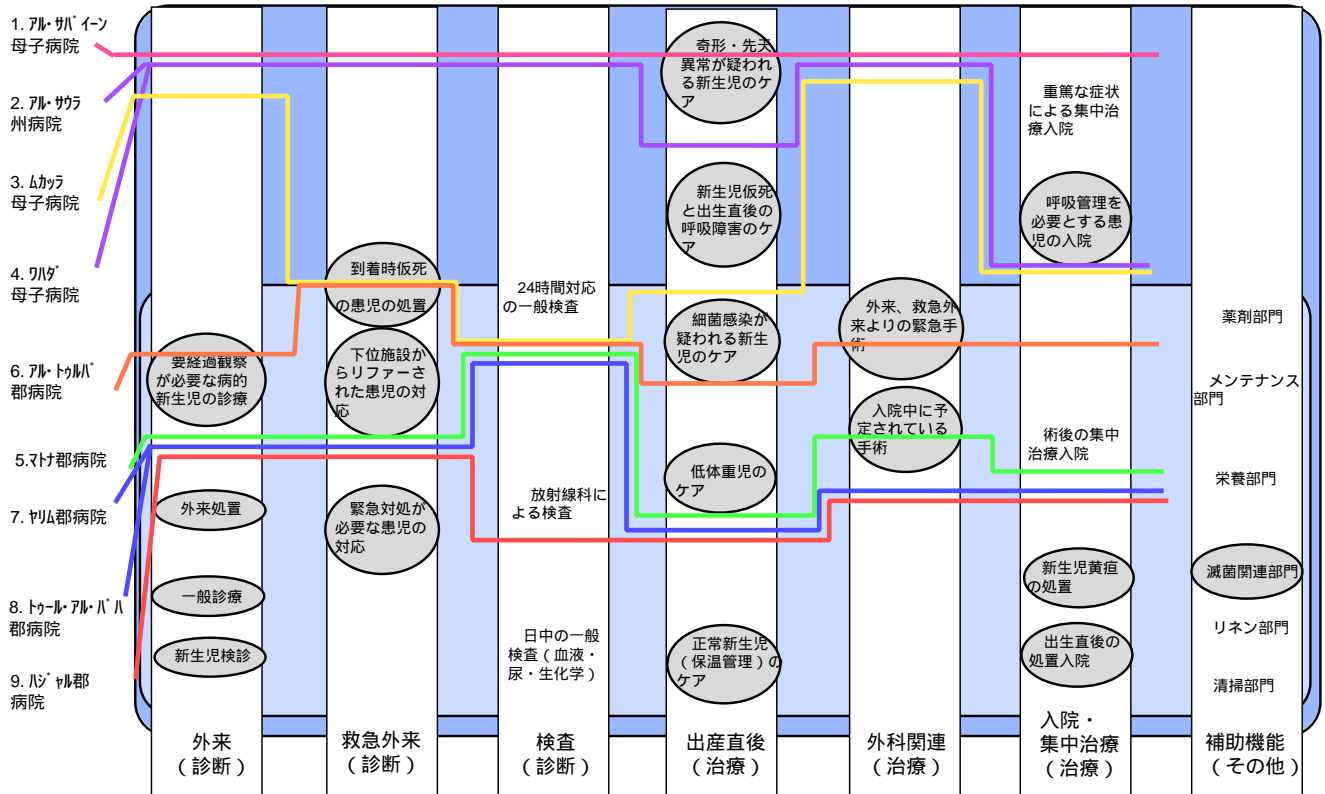 1. ｱﾙ･ｻﾊﾞｲｰﾝ
母子病院
2. ｱﾙ･ｻｳﾗ
州病院
3. ﾑｶｯﾗ
母子病院
4. ﾜﾊﾀﾞ
母子病院
6. ｱﾙ･ﾄｩﾙﾊﾞ
郡病院
5.ﾏﾄﾅ郡病院
7. ﾔﾘﾑ郡病院
8. ﾄｩｰﾙ･ｱﾙ･ﾊﾞﾊ
郡病院
9. ﾊｼﾞｬﾙ郡
病院
要経過観察
が必要な病的
新生児の診療
外来処置
一般診療
新生児検診
外来
（診断）
到着時仮死
の患児の処置
下位施設か
らリファーさ
れた患児の対
応
緊急対処が
必要な患児の
対応
救急外来
（診断）
24時間対応
の一般検査
放射線科に
よる検査
日中の一般
検査（血液・
尿・生化学）
検査
（診断）
奇形・先天
異常が疑われ
る新生児のケ
ア
新生児仮死
と出生直後の
呼吸障害のケ
ア
細菌感染が
疑われる新生
児のケア
低体重児の
ケア
正常新生児
（保温管理）の
ケア
出産直後
（治療）
外来、救急外
来よりの緊急手
術
入院中に予
定されている
手術
外科関連
（治療）
重篤な症状
による集中治
療入院
呼吸管理を
必要とする患
児の入院
術後の集中
治療入院
新生児黄疸
の処置
出生直後の
処置入院
入院・
集中治療
（治療）
薬剤部門
メンテナンス
部門
栄養部門
滅菌関連部門
リネン部門
清掃部門
補助機能
（その他）